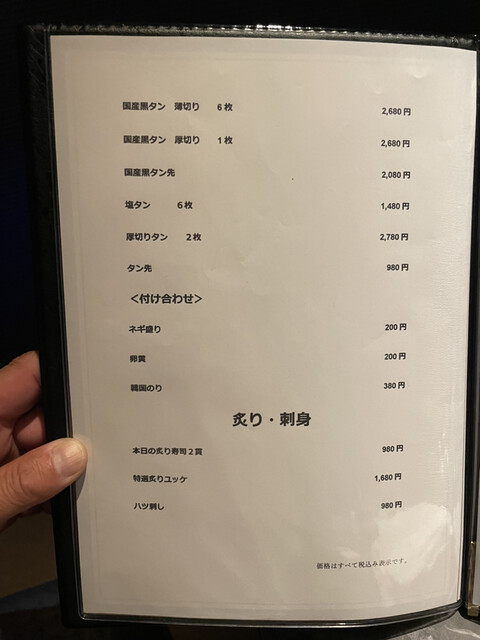 国産黒タン 薄切り 6枚 2,680円
国産黒タン 厚切り 1枚 2,680円
国産黒タン先 2,080円
塩タン 6枚 1,480円
厚切りタン 2枚 2,780円
タン先 980円
＜付け合わせ＞
ネギ盛り 200円
卵黄 200円
韓国のり 380円
炙り・刺身
本日の炙り寿司2貫 980円
特選炙りユッケ 1,680円
ハツ刺し 980円
価格はすべて税込み表示です。